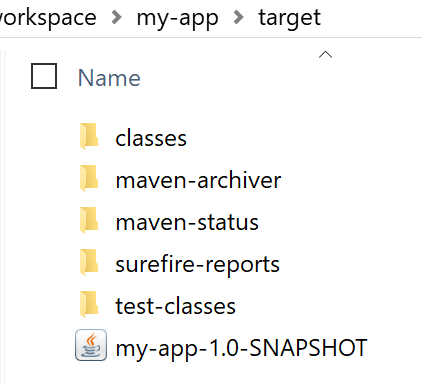 workspace > my-app > target
Name
classes
maven-archiver
maven-status
surefire-reports
test-classes
my-app-1.0-SNAPSHOT